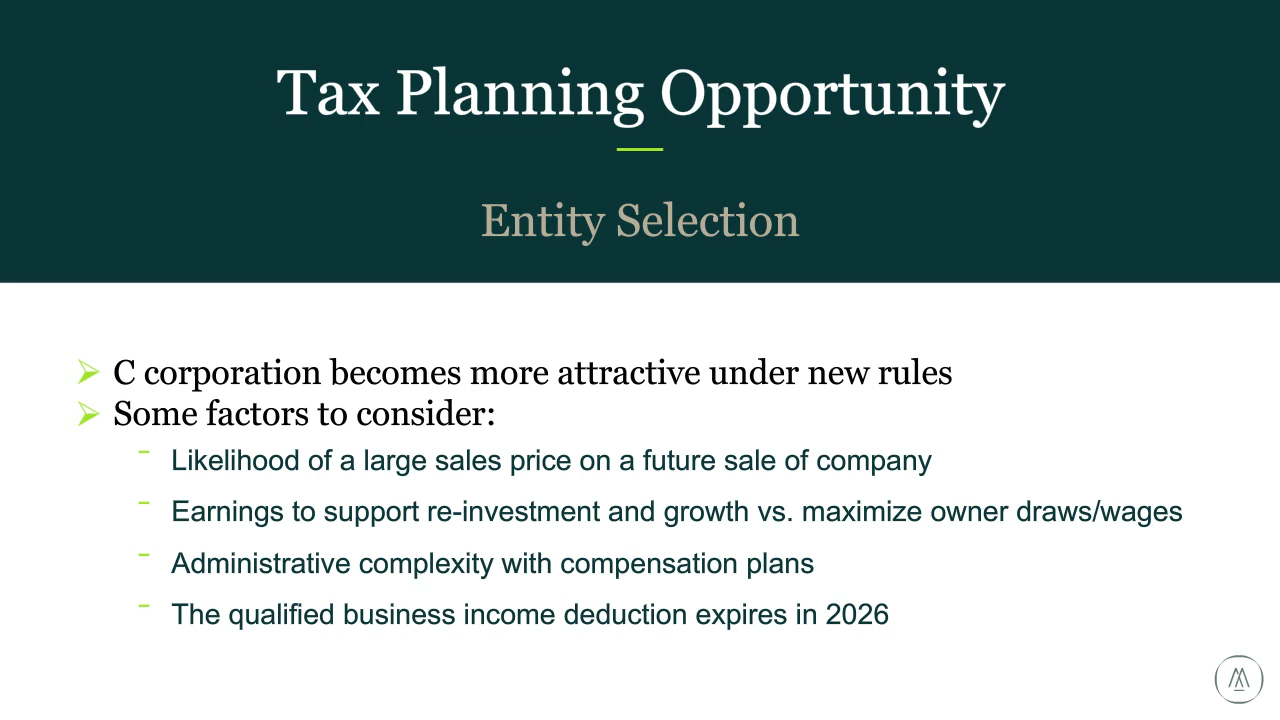 Tax Planning Opportunity
Entity Selection
➢ C corporation becomes more attractive under new rules
➢ Some factors to consider:
⁻ Likelihood of a large sales price on a future sale of company
⁻ Earnings to support re-investment and growth vs. maximize owner draws/wages
⁻ Administrative complexity with compensation plans
⁻ The qualified business income deduction expires in 2026